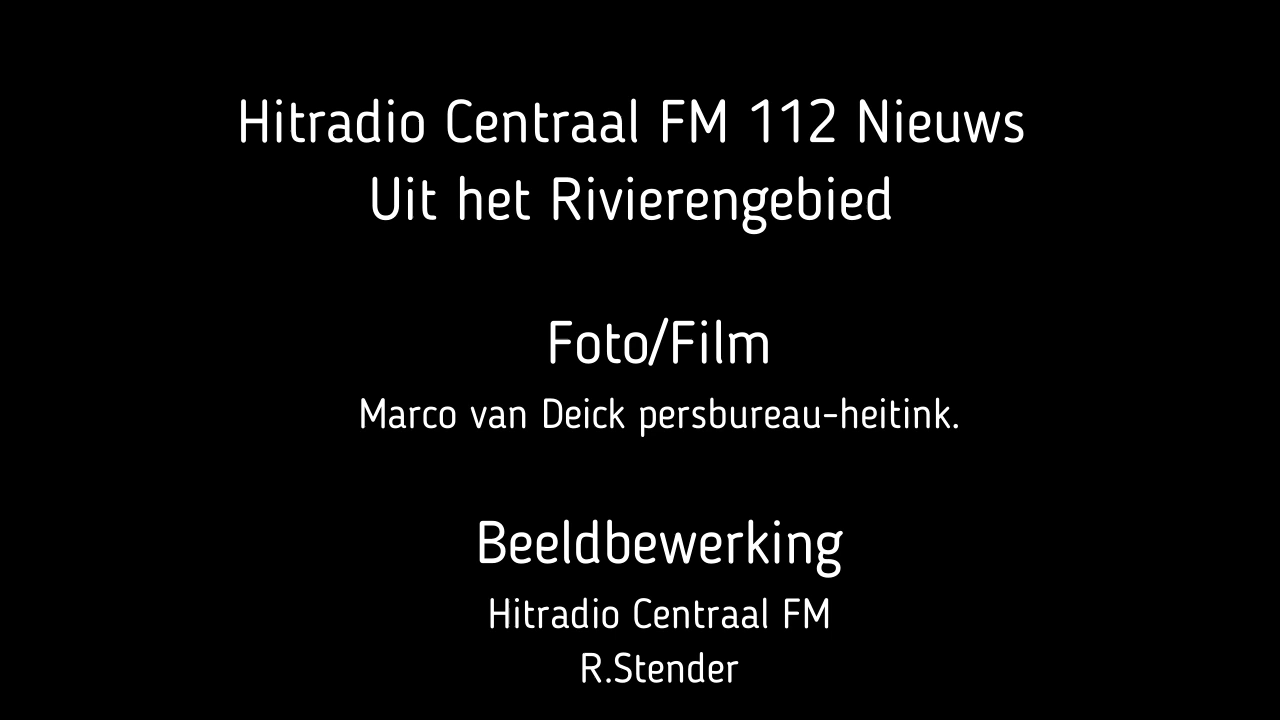 Hitradio Centraal FM 112 Nieuws
Uit het Rivierengebied
Foto/Film
Marco van Deick persbureau-heitink.
Beeldbewerking
Hitradio Centraal FM
R.Stender